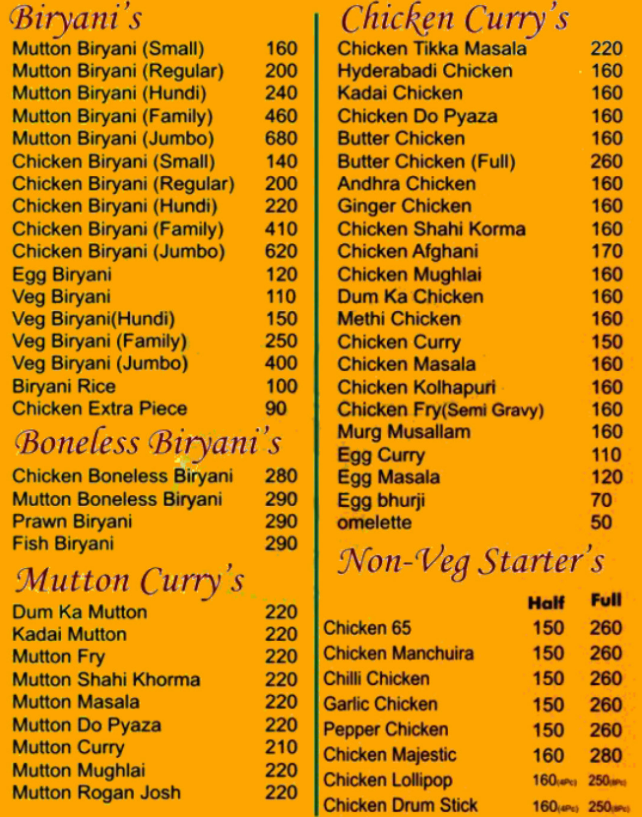 Biryani's
Mutton Biryani (Small) 160
Mutton Biryani (Regular) 200
Mutton Biryani (Hundi) 240
Mutton Biryani (Family) 460
Mutton Biryani (Jumbo) 680
Chicken Biryani (Small) 140
Chicken Biryani (Regular) 200
Chicken Biryani (Hundi) 220
Chicken Biryani (Family) 410
Chicken Biryani (Jumbo) 620
Egg Biryani 120
Veg Biryani 110
Veg Biryani(Hundi) 150
Veg Biryani (Family) 250
Veg Biryani (Jumbo) 400
Biryani Rice 100
Chicken Extra Piece 90
Boneless Biryani's
Chicken Boneless Biryani 280
Mutton Boneless Biryani 290
Prawn Biryani 290
Fish Biryani 290
Mutton Curry's
Dum Ka Mutton 220
Kadai Mutton 220
Mutton Fry 220
Mutton Shahi Khorma 220
Mutton Masala 220
Mutton Do Pyaza 220
Mutton Curry 210
Mutton Mughlai 220
Mutton Rogan Josh 220
Chicken Curry's
Chicken Tikka Masala 220
Hyderabadi Chicken 160
Kadai Chicken 160
Chicken Do Pyaza 160
Butter Chicken 160
Butter Chicken (Full) 260
Andhra Chicken 160
Ginger Chicken 160
Chicken Shahi Korma 160
Chicken Afghani 170
Chicken Mughlai 160
Dum Ka Chicken 160
Methi Chicken 160
Chicken Curry 150
Chicken Masala 160
Chicken Kolhapuri 160
Chicken Fry(Semi Gravy) 160
Murg Musallam 160
Egg Curry 110
Egg Masala 120
Egg bhurji 70
omelette 50
Non-Veg Starter's
Half Full
Chicken 65 150 260
Chicken Manchuira 150 260
Chilli Chicken 150 260
Garlic Chicken 150 260
Pepper Chicken 150 260
Chicken Majestic 160 280
Chicken Lollipop 160(4Pc) 250(8Pc)
Chicken Drum Stick 160(4Pc) 250(8Pc)